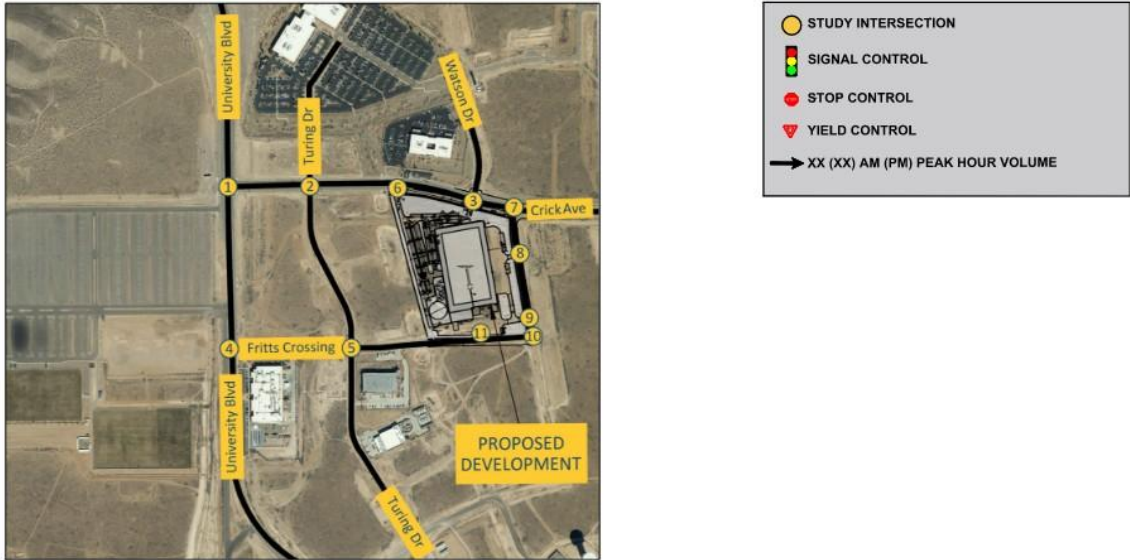 University Blvd
Turing Dr
Watson Dr
1
2
6
3
7
Crick Ave
8
9
10
11
4
Fritts Crossing
5
University Blvd
PROPOSED
DEVELOPMENT
Turing Dr
STUDY INTERSECTION
SIGNAL CONTROL
STOP CONTROL
YIELD CONTROL
XX (XX) AM (PM) PEAK HOUR VOLUME